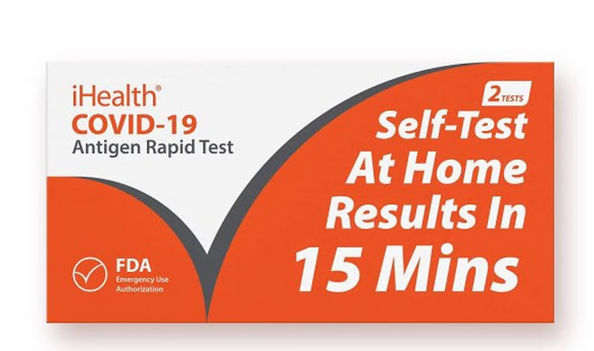 iHealth®
COVID-19
Antigen Rapid Test
2 TESTS
Self-Test
At Home
Results In
15 Mins
FDA
Emergency Use
Authorization